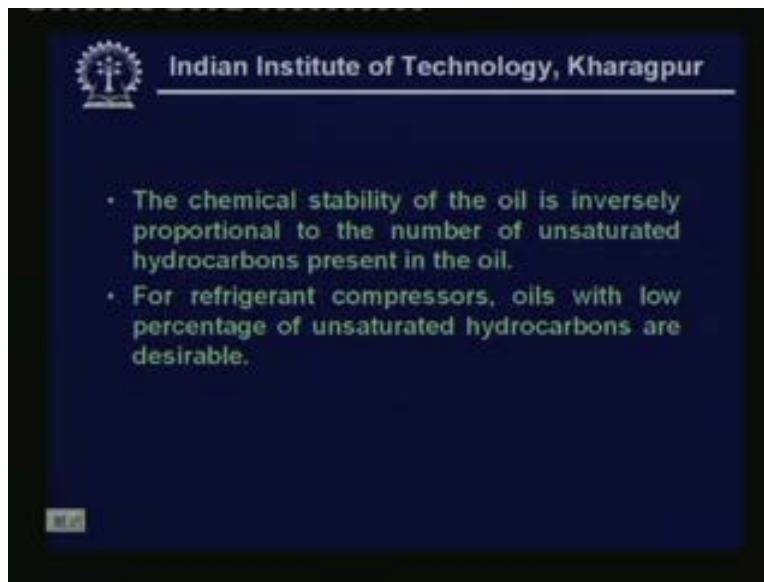 Indian Institute of Technology, Kharagpur
• The chemical stability of the oil is inversely
proportional to the number of unsaturated
hydrocarbons present in the oil.
• For refrigerant compressors, oils with low
percentage of unsaturated hydrocarbons are
desirable.